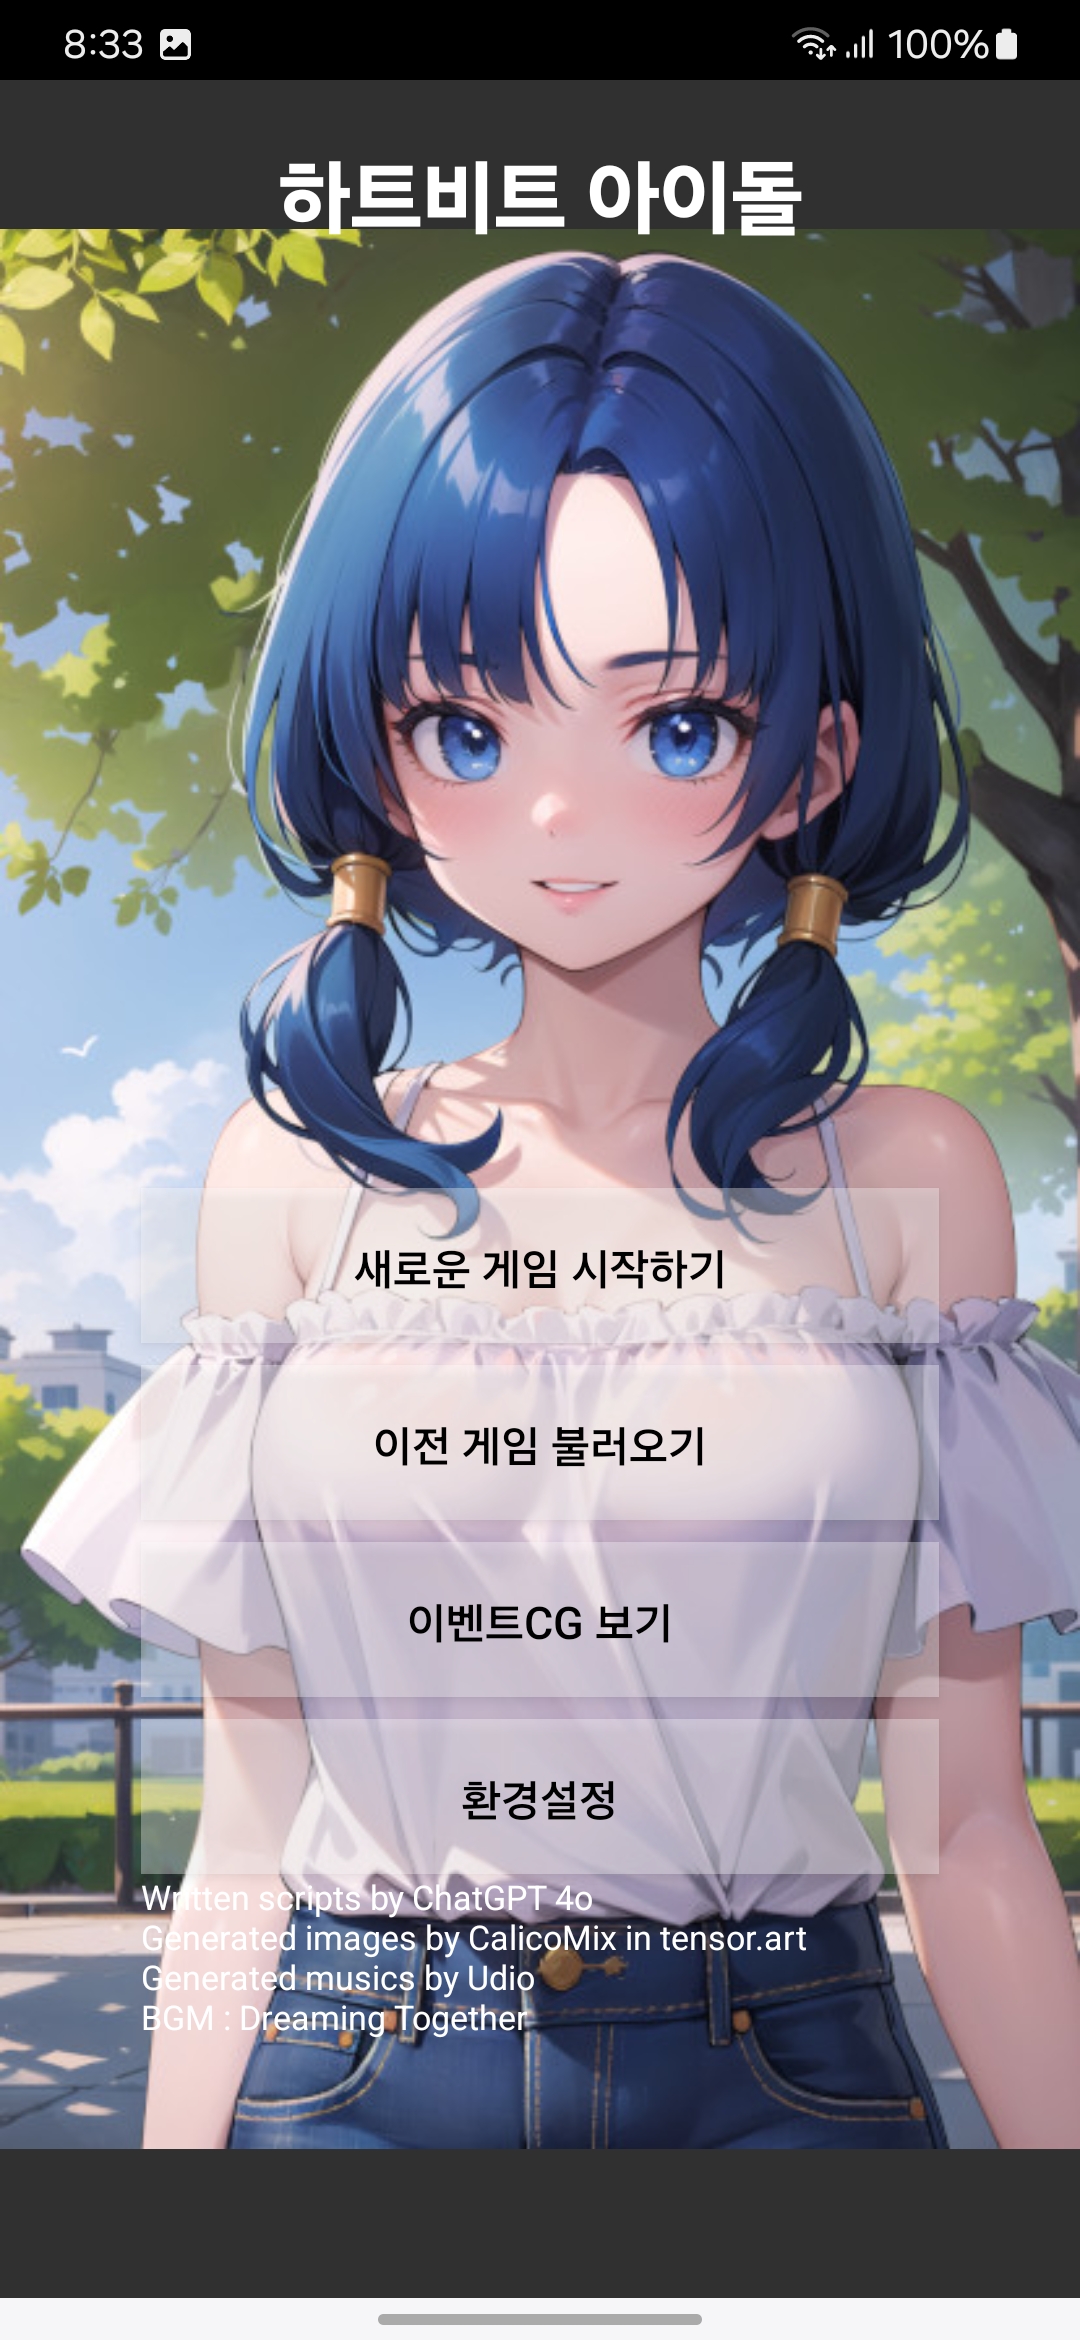 8:33 100%
하트비트 아이돌
새로운 게임 시작하기
이전 게임 불러오기
이벤트CG 보기
환경설정
Written scripts by ChatGPT 4o
Generated images by CalicoMix in tensor.art
Generated musics by Udio
BGM : Dreaming Together